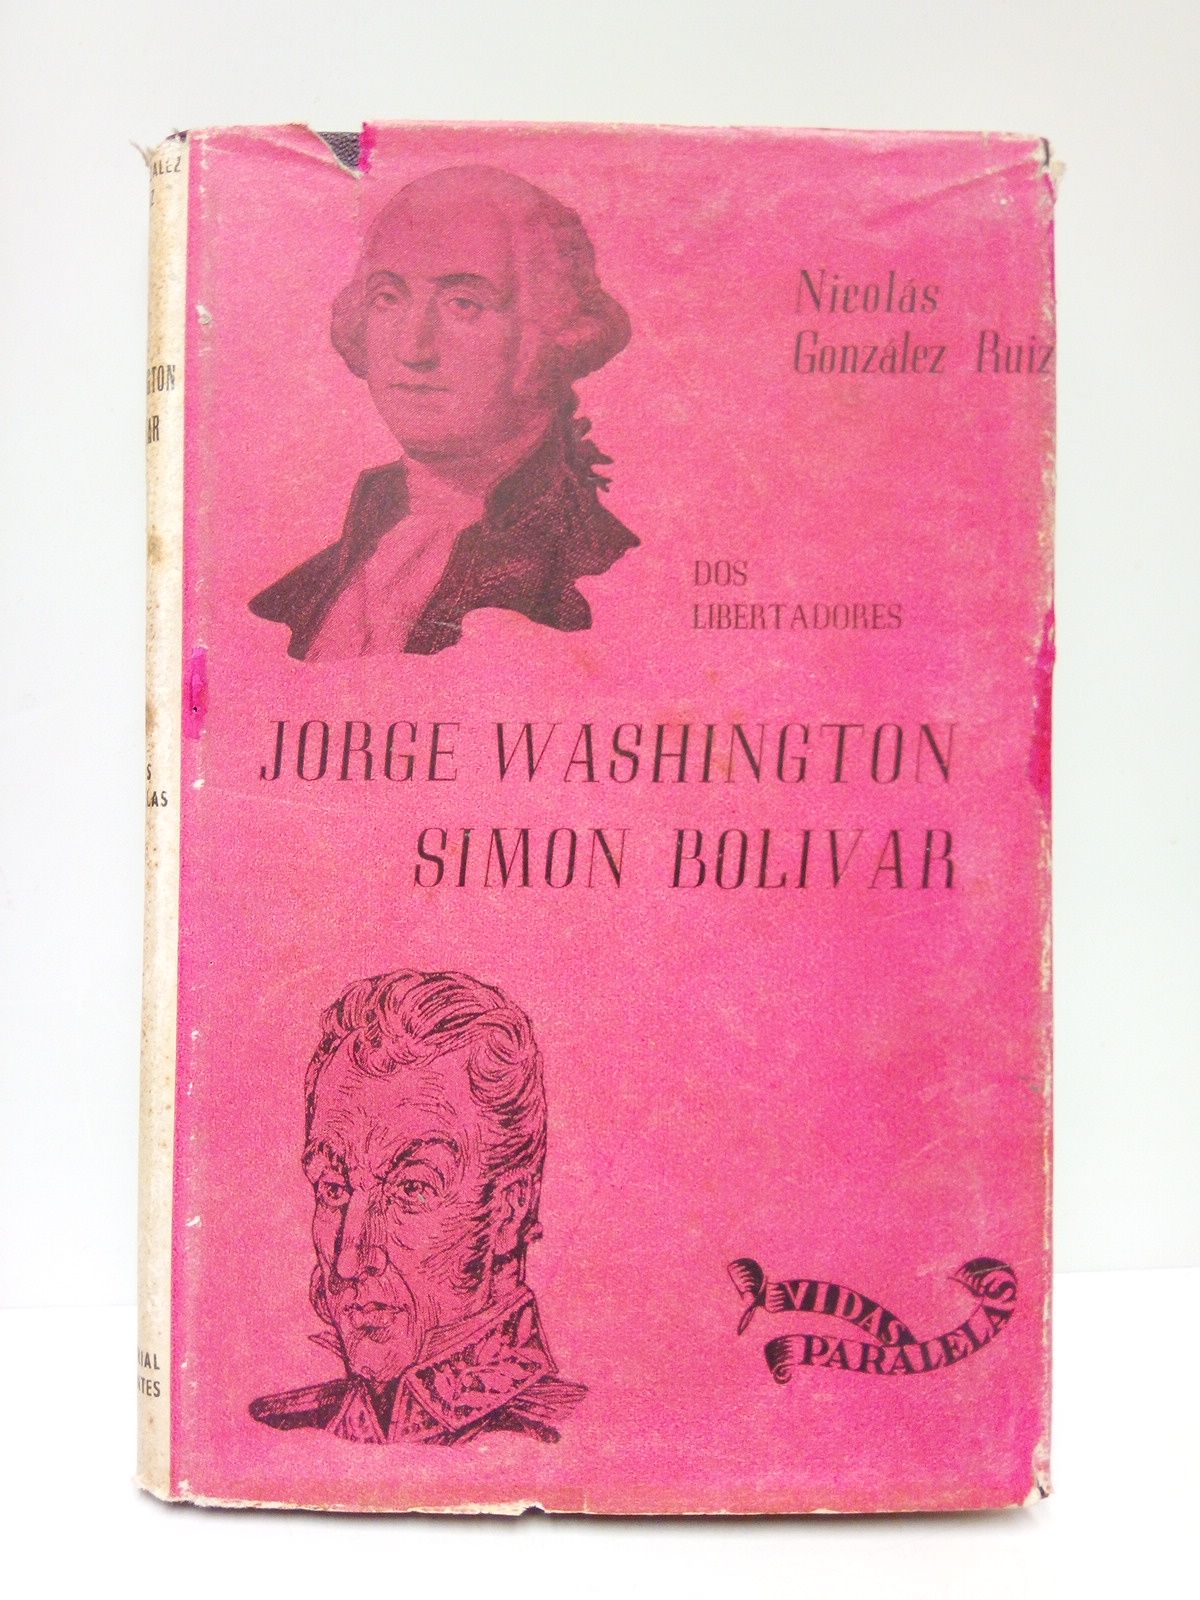 Nicolás
González Ruiz
DOS
LIBERTADORES
JORGE WASHINGTON
SIMON BOLIVAR
VIDAS
PARALELAS